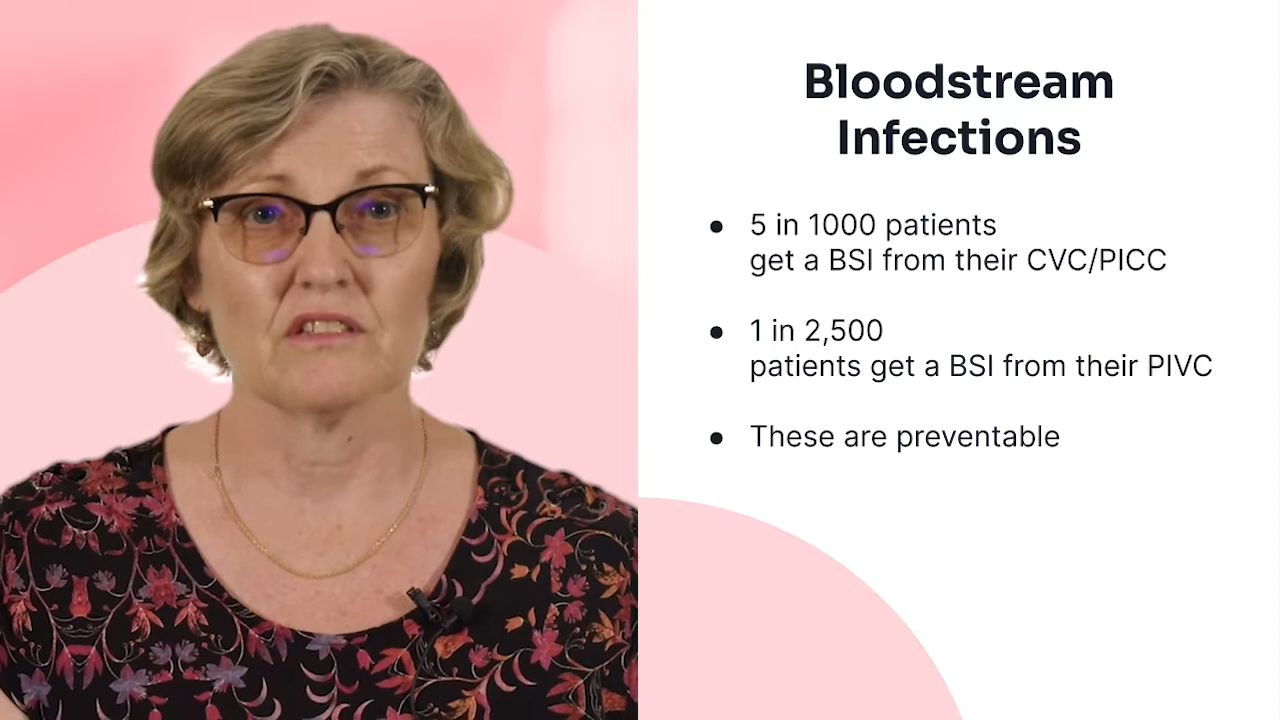 Bloodstream
Infections
● 5 in 1000 patients
get a BSI from their CVC/PICC
● 1 in 2,500
patients get a BSI from their PIVC
● These are preventable